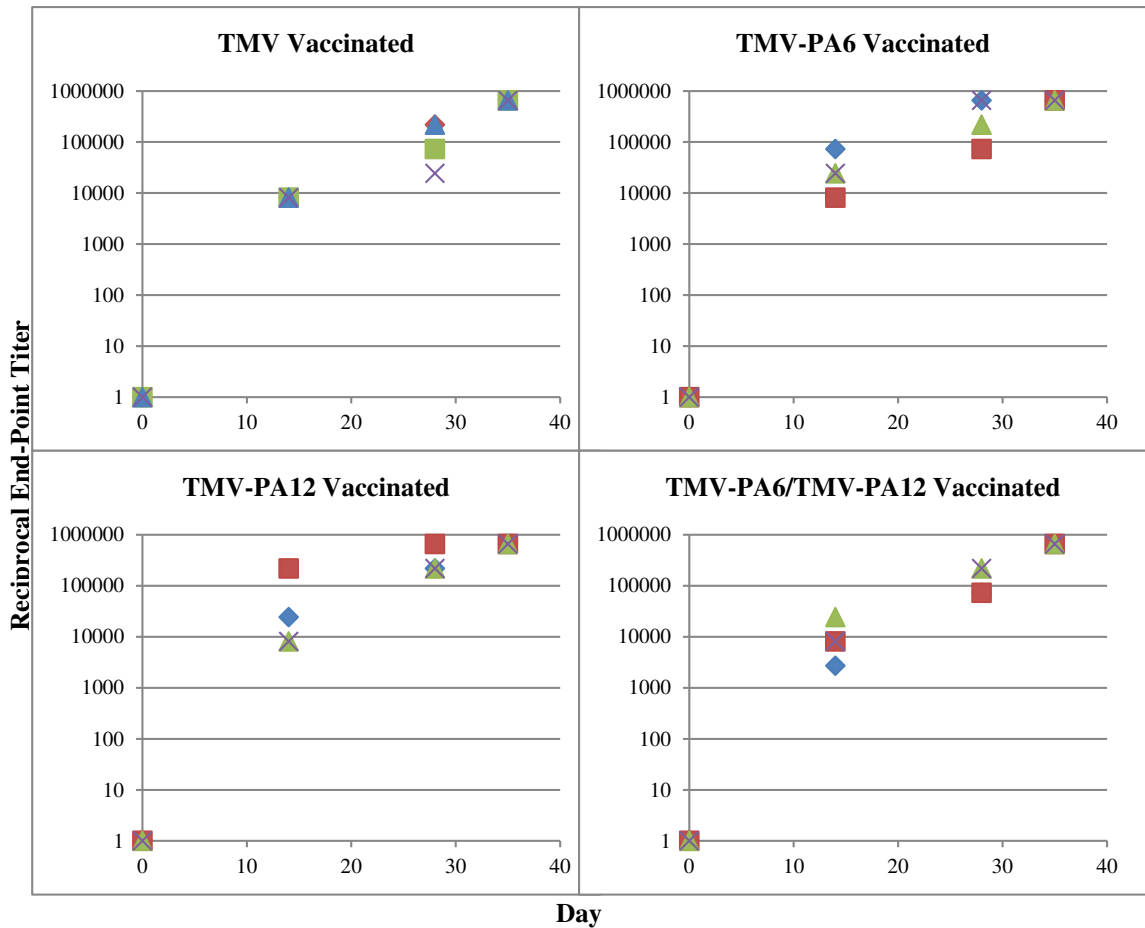 TMV Vaccinated
1000000
100000
10000
1000
100
10
1
0 10 20 30 40
TMV-PA6 Vaccinated
1000000
100000
10000
1000
100
10
1
0 10 20 30 40
Reciprocal End-Point Titer
TMV-PA12 Vaccinated
1000000
100000
10000
1000
100
10
1
0 10 20 30 40
TMV-PA6/TMV-PA12 Vaccinated
1000000
100000
10000
1000
100
10
1
0 10 20 30 40
Day